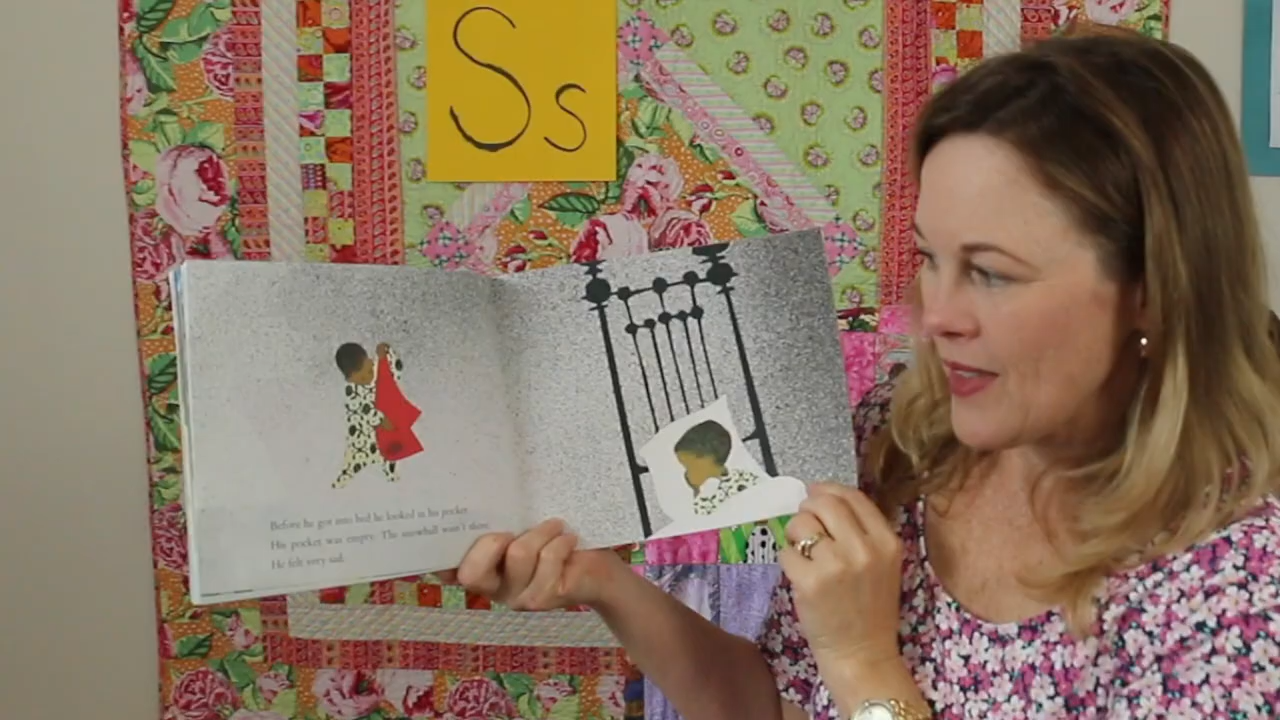 Ss
Before he got into bed he looked in his pocket.
His pocket was empty. The snowball wasn't there.
He felt very sad.